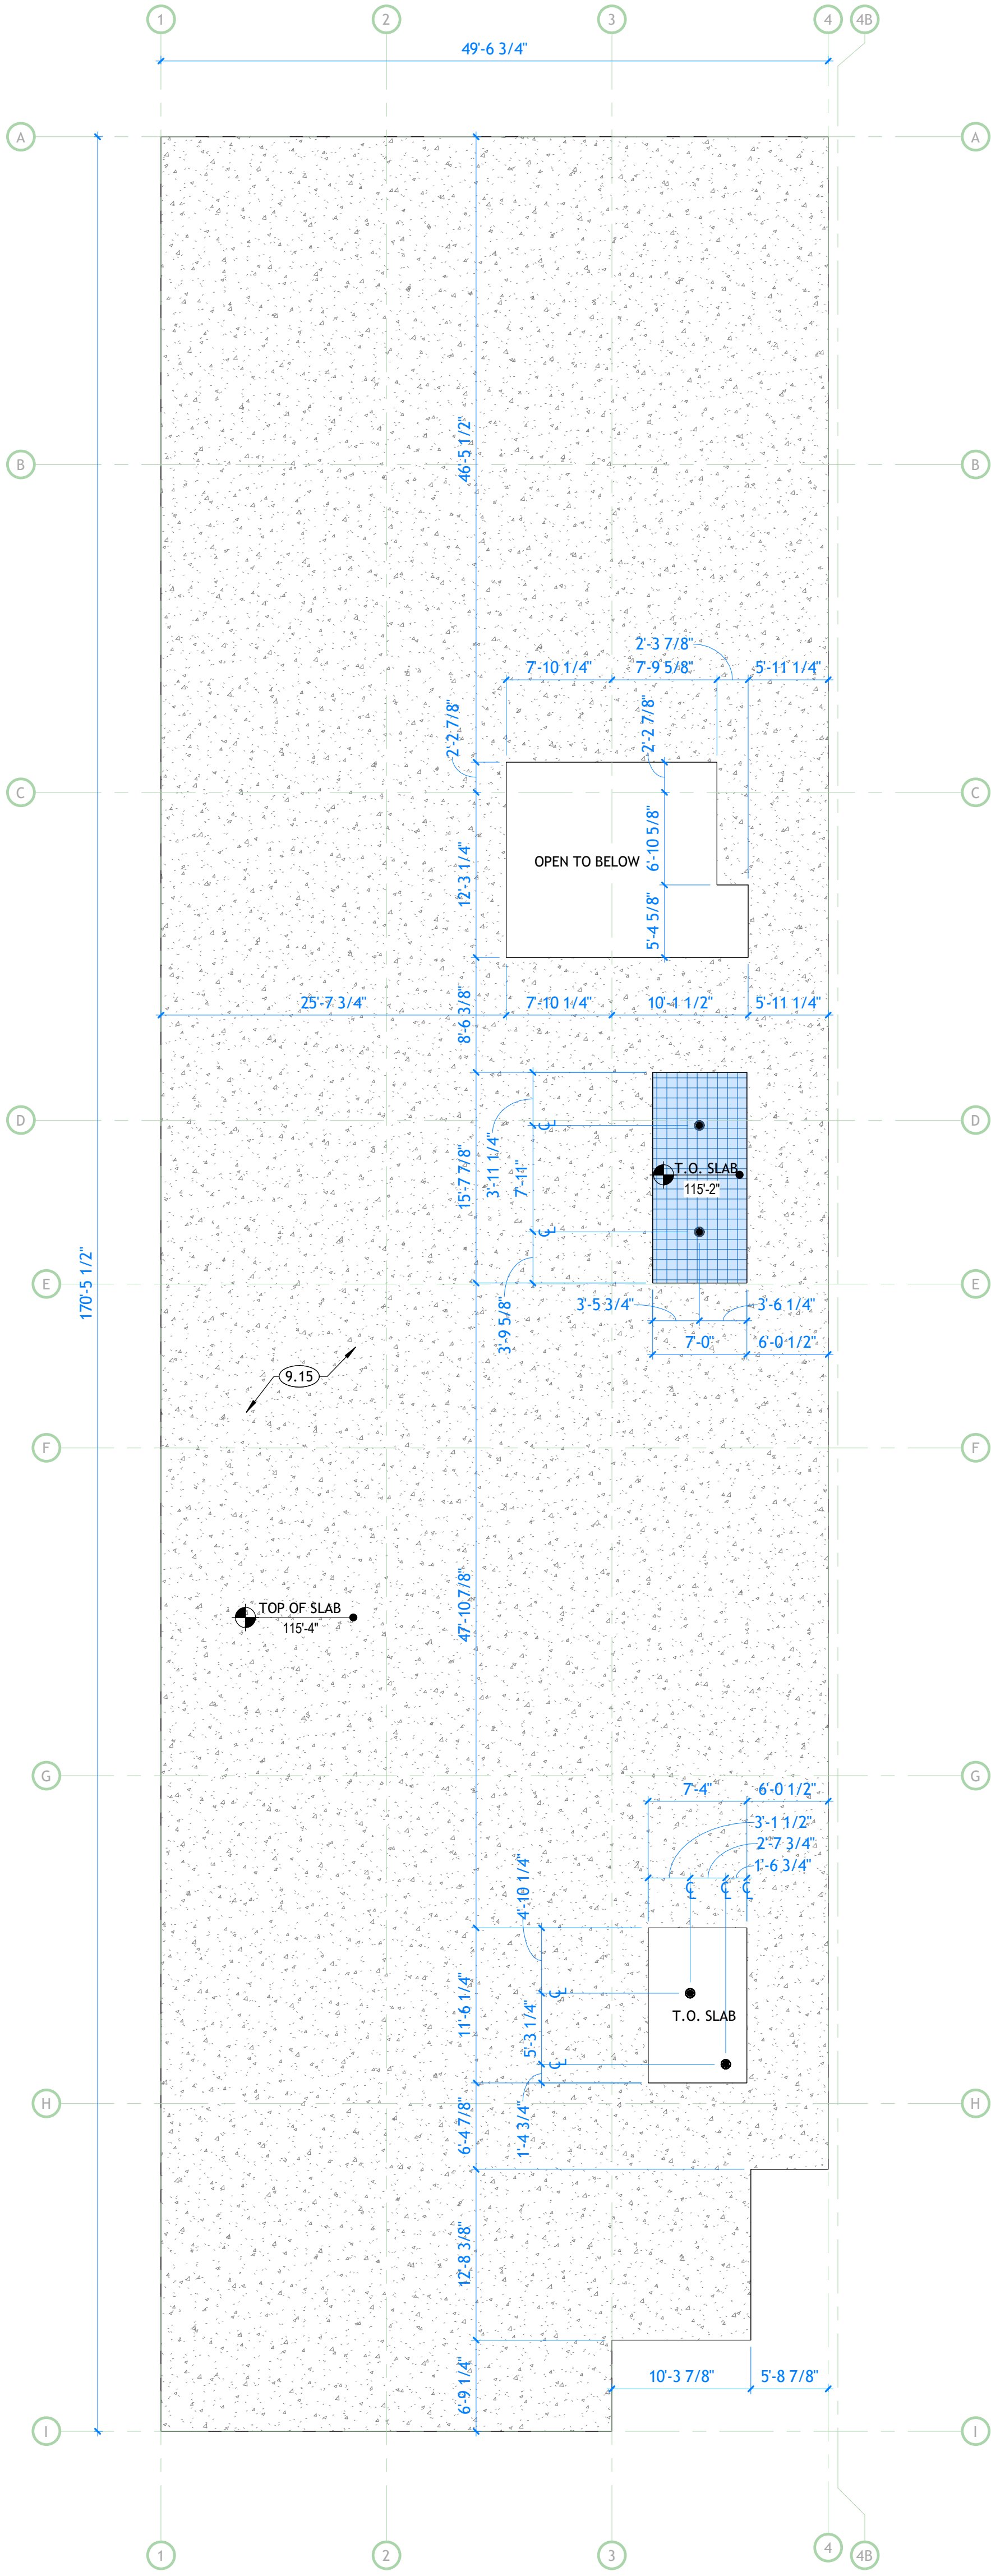 1 2 3 4 4B
49'-6 3/4"
A A
B B
46'-5 1/2"
2'-3 7/8"
7'-10 1/4" 7'-9 5/8" 5'-11 1/4"
2'-2 7/8" 2'-2 7/8"
C C
OPEN TO BELOW
6'-10 5/8"
12'-3 1/4"
5'-4 5/8"
25'-7 3/4" 7'-10 1/4" 10'-1 1/2" 5'-11 1/4"
8'-6 3/8"
D D
CL
15'-7 7/8"
3'-11 1/4"
7'-11"
T.O. SLAB
115'-2"
CL
170'-5 1/2"
E E
3'-9 5/8"
3'-5 3/4" 3'-6 1/4"
7'-0" 6'-0 1/2"
9.15
F F
47'-10 7/8"
TOP OF SLAB
115'-4"
G G
7'-4" 6'-0 1/2"
3'-1 1/2"
2'-7 3/4"
1'-6 3/4"
CL CL CL
4'-10 1/4"
CL
11'-6 1/4"
5'-3 1/4"
T.O. SLAB
CL
1'-4 3/4"
H H
6'-4 7/8"
12'-8 3/8"
10'-3 7/8" 5'-8 7/8"
6'-9 1/4"
I I
1 2 3 4 4B